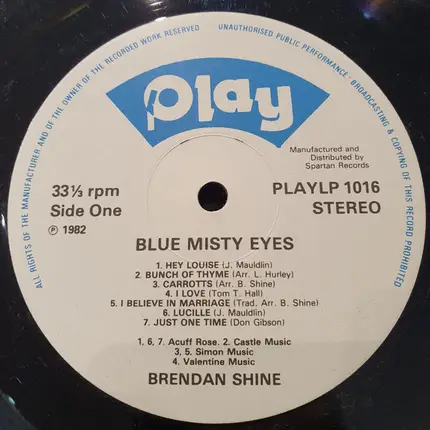 ALL RIGHTS OF THE MANUFACTURER AND OF THE OWNER OF THE RECORDED WORK RESERVED
UNAUTHORISED PUBLIC PERFORMANCE, BROADCASTING & COPYING OF THIS RECORD PROHIBITED
Play
Manufactured and
Distributed by
Spartan Records
33⅓ rpm
Side One
℗ 1982
PLAYLP 1016
STEREO
BLUE MISTY EYES
1. HEY LOUISE (J. Mauldlin)
2. BUNCH OF THYME (Arr. L. Hurley)
3. CARROTTS (Arr. B. Shine)
4. I LOVE (Tom T. Hall)
5. I BELIEVE IN MARRIAGE (Trad. Arr. B. Shine)
6. LUCILLE (J. Mauldlin)
7. JUST ONE TIME (Don Gibson)
1, 6, 7. Acuff Rose. 2. Castle Music
3, 5. Simon Music
4. Valentine Music
BRENDAN SHINE